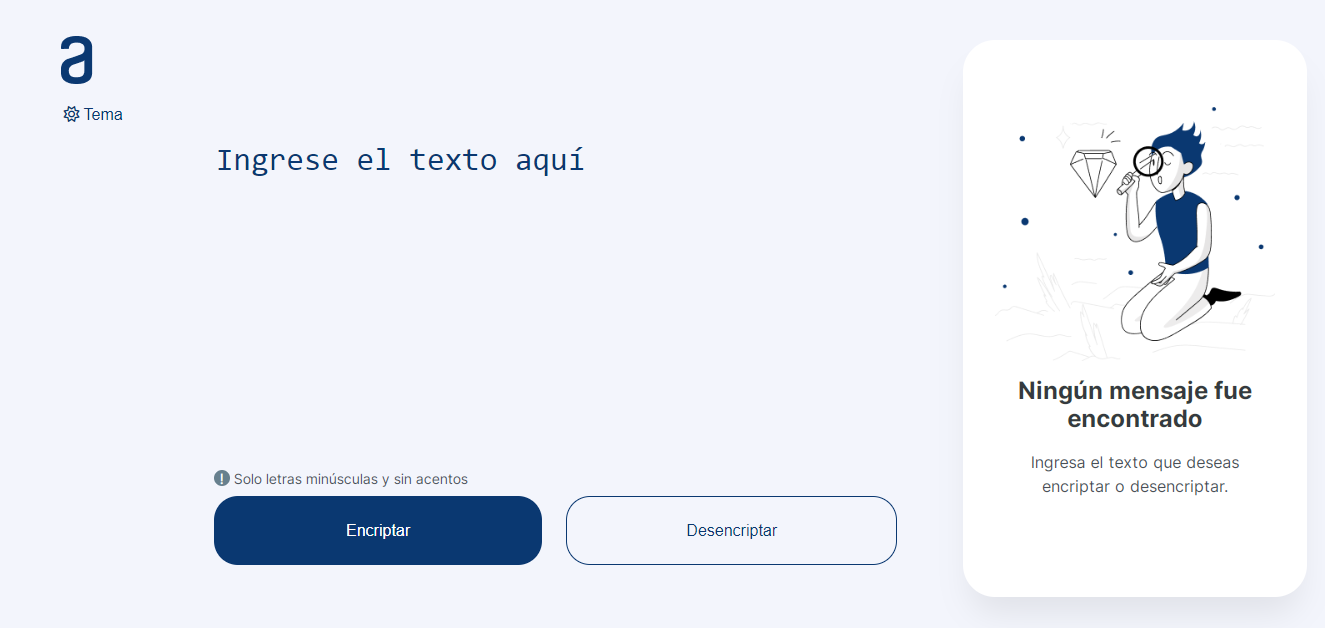 a
Tema
Ingrese el texto aquí
Solo letras minúsculas y sin acentos
Encriptar
Desencriptar
Ningún mensaje fue
encontrado
Ingresa el texto que deseas
encriptar o desencriptar.